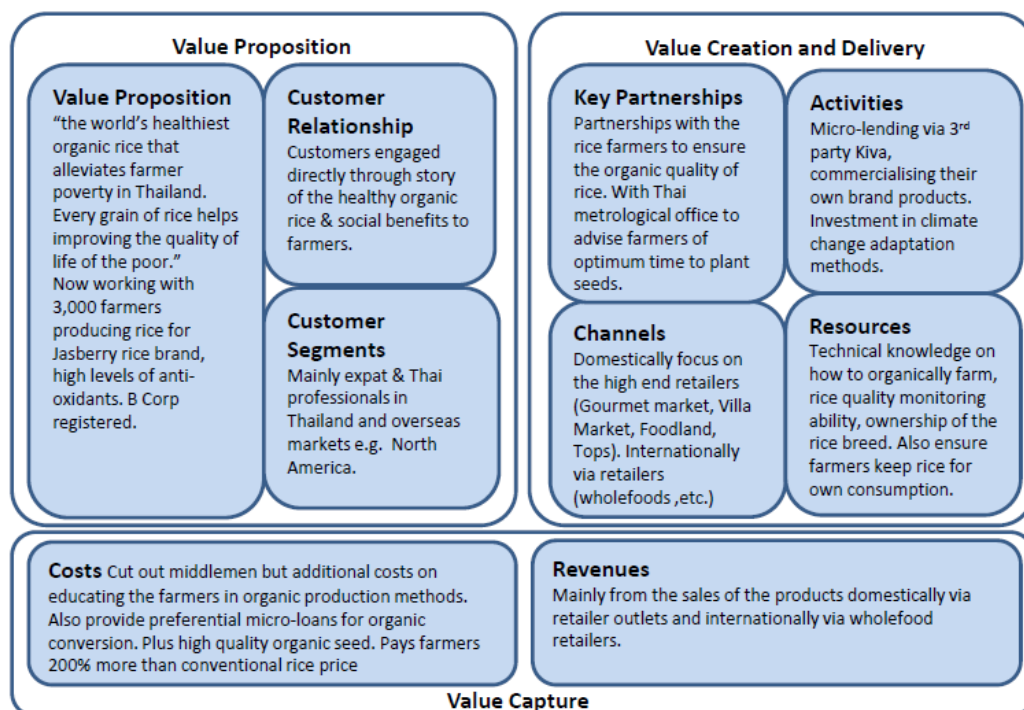 Value Proposition
Value Proposition
“the world’s healthiest
organic rice that
alleviates farmer
poverty in Thailand.
Every grain of rice helps
improving the quality of
life of the poor.”
Now working with
3,000 farmers
producing rice for
Jasberry rice brand,
high levels of anti-
oxidants. B Corp
registered.
Customer
Relationship
Customers engaged
directly through story
of the healthy organic
rice & social benefits to
farmers.
Customer
Segments
Mainly expat & Thai
professionals in
Thailand and overseas
markets e.g. North
America.
Value Creation and Delivery
Key Partnerships
Partnerships with the
rice farmers to ensure
the organic quality of
rice. With Thai
metrological office to
advise farmers of
optimum time to plant
seeds.
Activities
Micro-lending via 3rd
party Kiva,
commercialising their
own brand products.
Investment in climate
change adaptation
methods.
Channels
Domestically focus on
the high end retailers
(Gourmet market, Villa
Market, Foodland,
Tops). Internationally
via retailers
(wholefoods ,etc.)
Resources
Technical knowledge on
how to organically farm,
rice quality monitoring
ability, ownership of the
rice breed. Also ensure
farmers keep rice for
own consumption.
Costs Cut out middlemen but additional costs on
educating the farmers in organic production methods.
Also provide preferential micro-loans for organic
conversion. Plus high quality organic seed. Pays farmers
200% more than conventional rice price
Revenues
Mainly from the sales of the products domestically via
retailer outlets and internationally via wholefood
retailers.
Value Capture